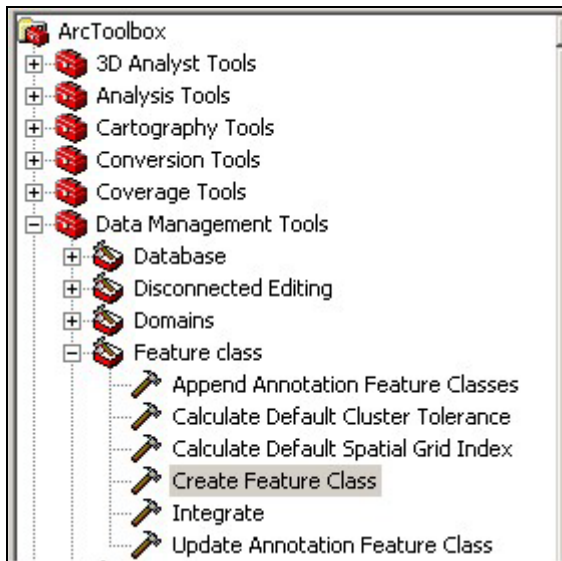 ArcToolbox
3D Analyst Tools
Analysis Tools
Cartography Tools
Conversion Tools
Coverage Tools
Data Management Tools
Database
Disconnected Editing
Domains
Feature class
Append Annotation Feature Classes
Calculate Default Cluster Tolerance
Calculate Default Spatial Grid Index
Create Feature Class
Integrate
Update Annotation Feature Class